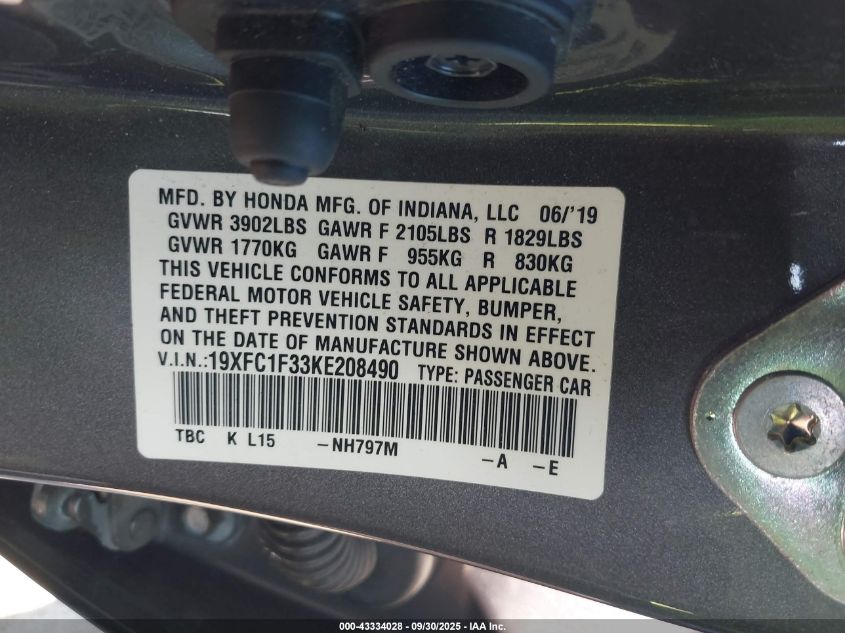 MFD. BY HONDA MFG. OF INDIANA, LLC 06/'19
GVWR 3902LBS GAWR F 2105LBS R 1829LBS
GVWR 1770KG GAWR F 955KG R 830KG
THIS VEHICLE CONFORMS TO ALL APPLICABLE
FEDERAL MOTOR VEHICLE SAFETY, BUMPER,
AND THEFT PREVENTION STANDARDS IN EFFECT
ON THE DATE OF MANUFACTURE SHOWN ABOVE.
V.I.N.:19XFC1F33KE208490 TYPE: PASSENGER CAR
TBC K L15 -NH797M -A -E
000-43334028 - 09/30/2025 - IAA Inc.